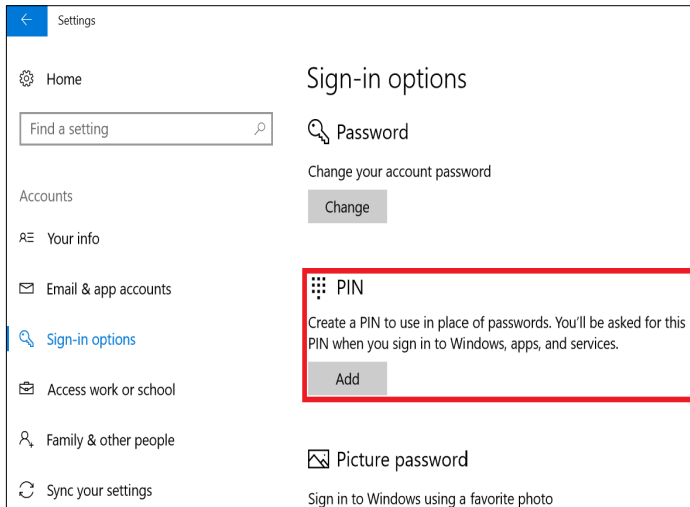 Settings
Home
Find a setting
Accounts
Your info
Email & app accounts
Sign-in options
Access work or school
Family & other people
Sync your settings
Sign-in options
Password
Change your account password
Change
PIN
Create a PIN to use in place of passwords. You'll be asked for this
PIN when you sign in to Windows, apps, and services.
Add
Picture password
Sign in to Windows using a favorite photo